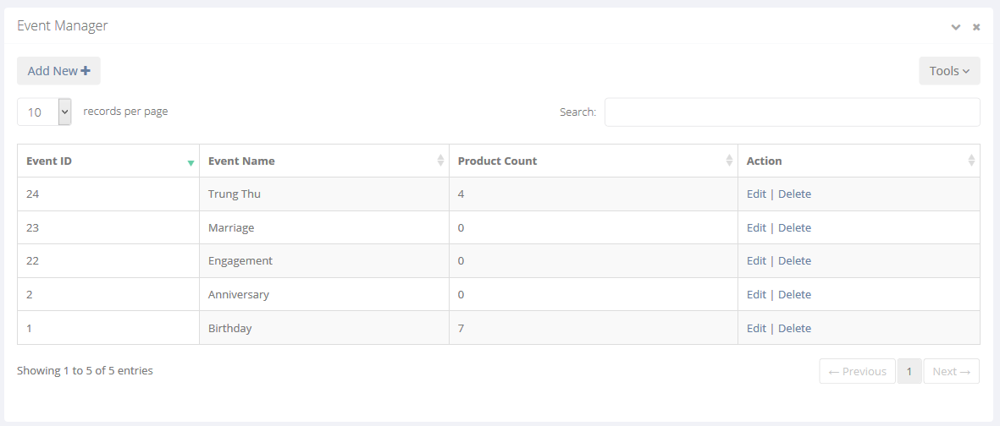 Event Manager
Add New
Tools
10 records per page Search:
Event ID Event Name Product Count Action
24 Trung Thu 4 Edit | Delete
23 Marriage 0 Edit | Delete
22 Engagement 0 Edit | Delete
2 Anniversary 0 Edit | Delete
1 Birthday 7 Edit | Delete
Showing 1 to 5 of 5 entries ← Previous 1 Next →